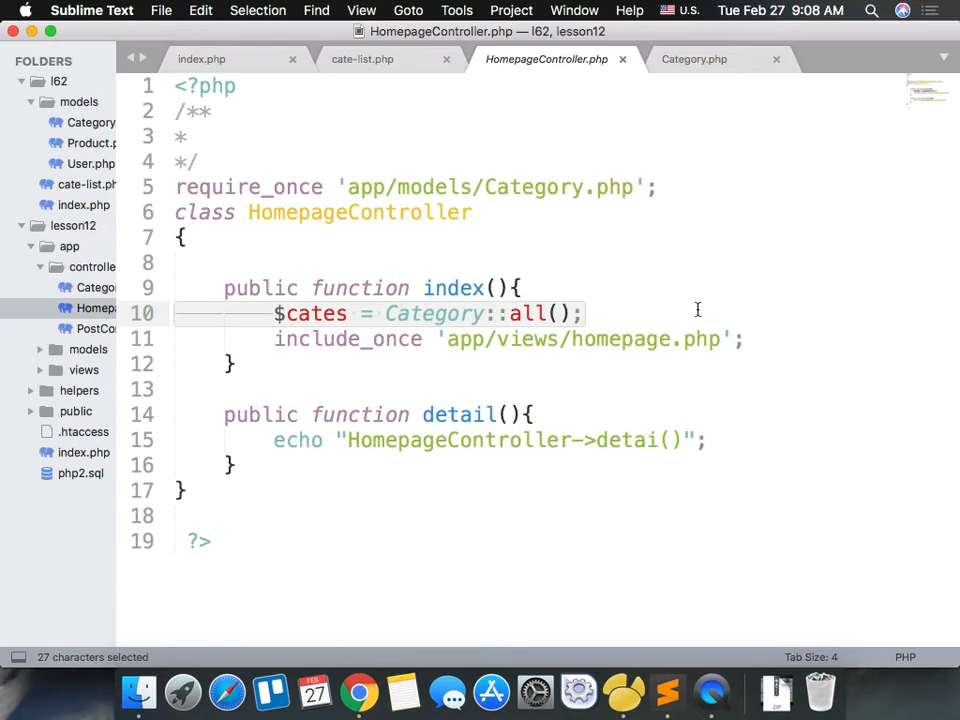 Sublime Text File Edit Selection Find View Goto Tools Project Window Help U.S. Tue Feb 27 9:08 AM
HomepageController.php — l62, lesson12
FOLDERS
l62
models
Category
Product.p
User.php
cate-list.ph
index.php
lesson12
app
controlle
Catego
Homep
PostCo
models
views
helpers
public
.htaccess
index.php
php2.sql
index.php cate-list.php HomepageController.php Category.php
1 <?php
2 /**
3 *
4 */
5 require_once 'app/models/Category.php';
6 class HomepageController
7 {
8
9 public function index(){
10 $cates = Category::all();
11 include_once 'app/views/homepage.php';
12 }
13
14 public function detail(){
15 echo "HomepageController->detai()";
16 }
17 }
18
19 ?>
27 characters selected Tab Size: 4 PHP
FEB
27
ZIP